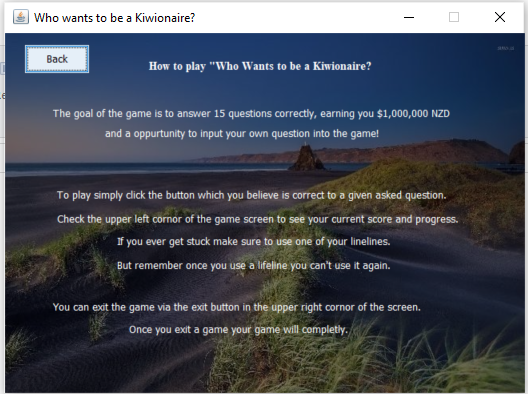 Who wants to be a Kiwionaire?
Back
How to play "Who Wants to be a Kiwionaire?
The goal of the game is to answer 15 questions correctly, earning you $1,000,000 NZD
and a oppurtunity to input your own question into the game!
To play simply click the button which you believe is correct to a given asked question.
Check the upper left cornor of the game screen to see your current score and progress.
If you ever get stuck make sure to use one of your linelines.
But remember once you use a lifeline you can't use it again.
You can exit the game via the exit button in the upper right cornor of the screen.
Once you exit a game your game will completly.